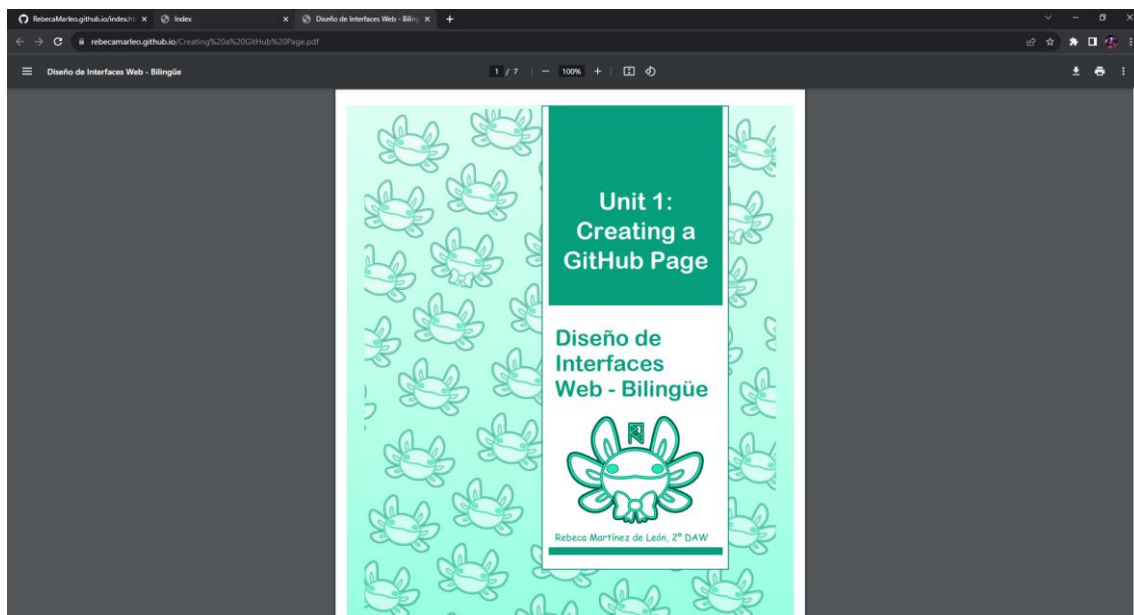 RebecaMarleo.github.io/index.ht
Index
Diseño de Interfaces Web - Bilin
rebecamarleo.github.io/Creating%20a%20GitHub%20Page.pdf
Diseño de Interfaces Web - Bilingüe
1 / 7
100%
Unit 1:
Creating a
GitHub Page
Diseño de
Interfaces
Web - Bilingüe
Rebeca Martínez de León, 2º DAW